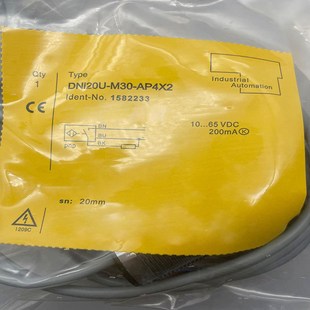 Qty
1
Type
DNI20U-M30-AP4X2
Ident-No. 1582233
Industrial
Automation
BN
BU
BK
10...65 VDC
200mA Ⓚ
sn: 20mm